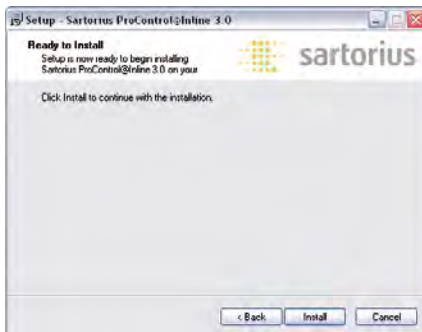 Setup - Sartorius ProControl@Inline 3.0
Ready to Install
Setup is now ready to begin installing
Sartorius ProControl@Inline 3.0 on your
sartorius
Click Install to continue with the installation.
< Back
Install
Cancel